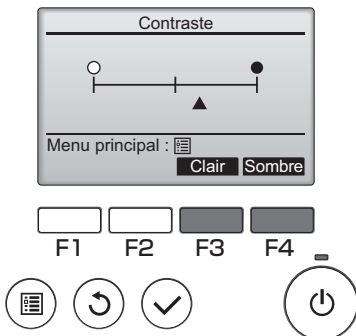 Contraste
Menu principal :
Clair Sombre
F1 F2 F3 F4